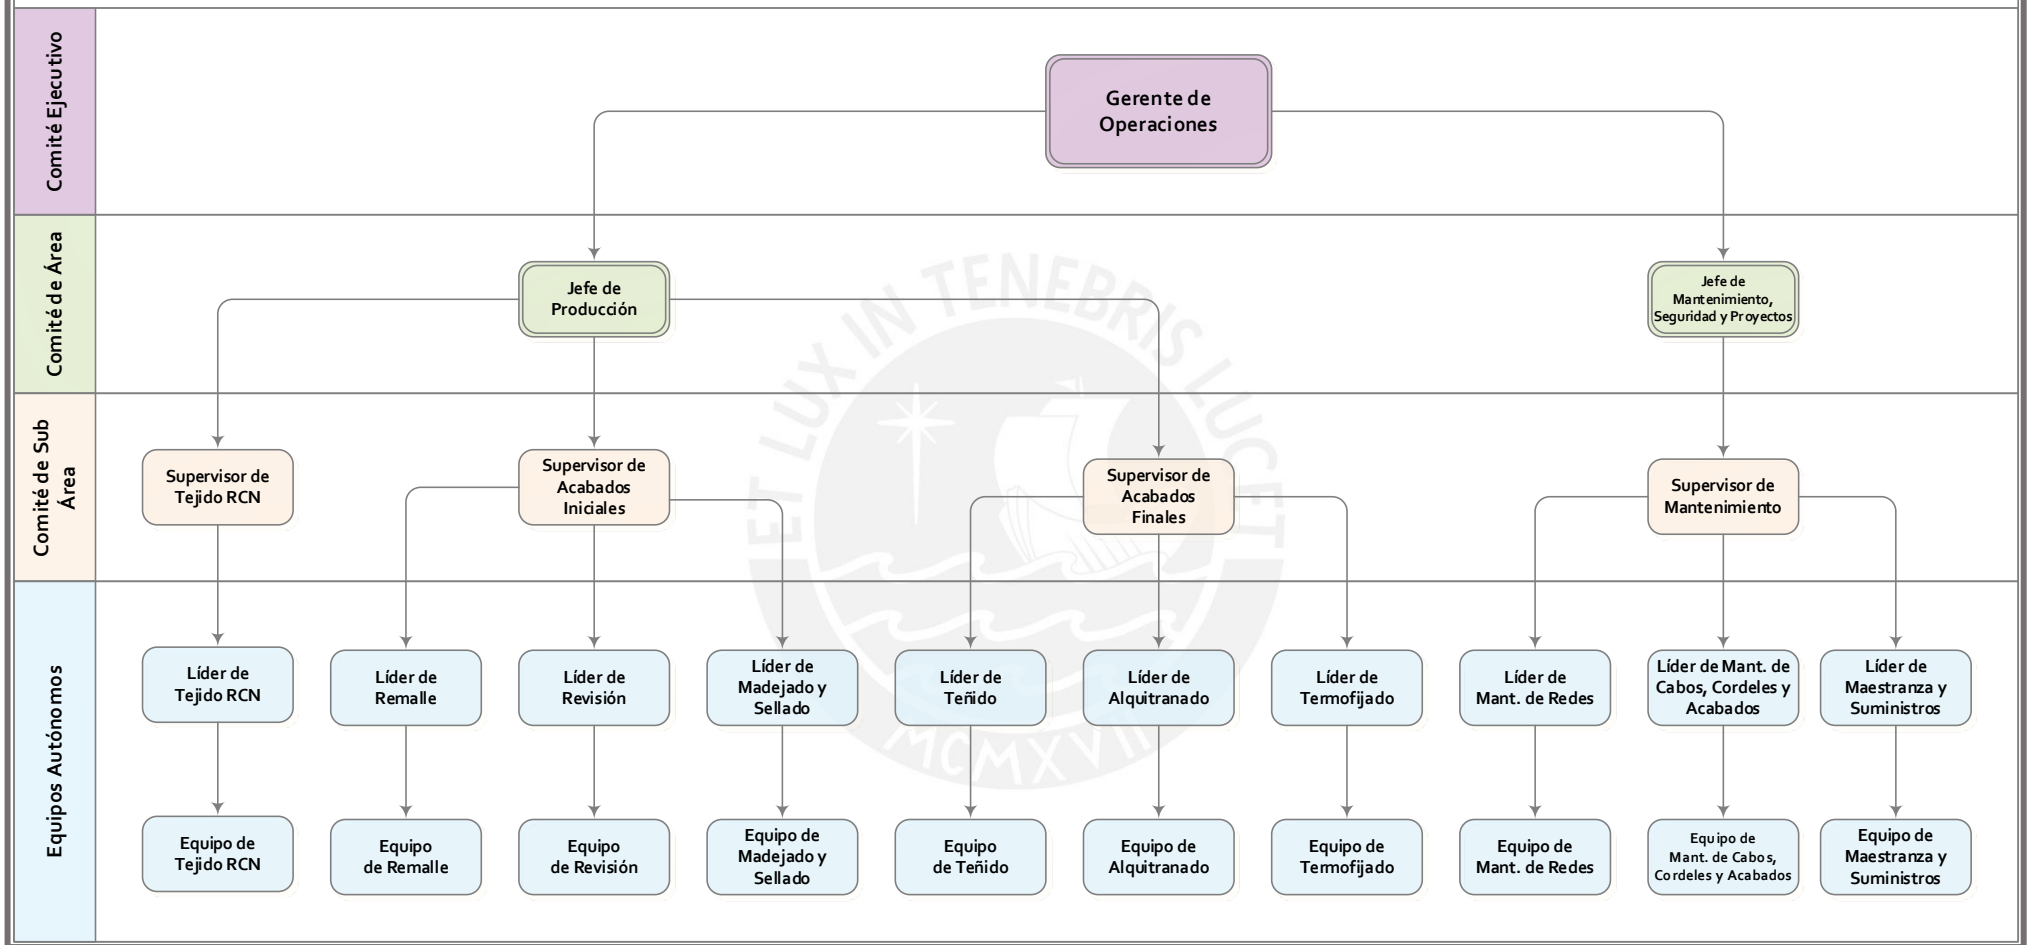 Comité Ejecutivo
Gerente de
Operaciones
Comité de Área
Jefe de
Producción
Jefe de
Mantenimiento,
Seguridad y Proyectos
Comité de Sub
Área
Supervisor de
Tejido RCN
Supervisor de
Acabados
Iniciales
Supervisor de
Acabados
Finales
Supervisor de
Mantenimiento
Equipos Autónomos
Líder de
Tejido RCN
Líder de
Remalle
Líder de
Revisión
Líder de
Madejado y
Sellado
Líder de
Teñido
Líder de
Alquitranado
Líder de
Termofijado
Líder de
Mant. de Redes
Líder de Mant. de
Cabos, Cordeles y
Acabados
Líder de
Maestranza y
Suministros
Equipo de
Tejido RCN
Equipo
de Remalle
Equipo
de Revisión
Equipo de
Madejado y
Sellado
Equipo
de Teñido
Equipo de
Alquitranado
Equipo de
Termofijado
Equipo de
Mant. de Redes
Equipo de
Mant. de Cabos,
Cordeles y Acabados
Equipo de
Maestranza y
Suministros
ET LUX IN TENEBRIS LUCET
MCMXVII